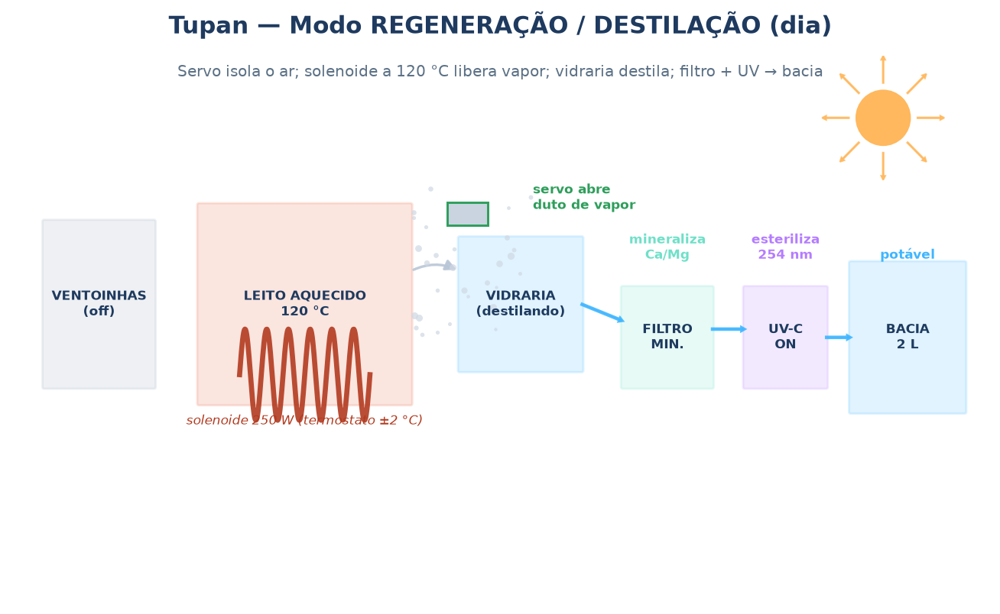 Tupan — Modo REGENERAÇÃO / DESTILAÇÃO (dia)
Servo isola o ar; solenoide a 120 °C libera vapor; vidraria destila; filtro + UV → bacia
servo abre
duto de vapor
mineraliza
Ca/Mg
esteriliza
254 nm
potável
VENTOINHAS
(off)
LEITO AQUECIDO
120 °C
VIDRARIA
(destilando)
FILTRO
MIN.
UV-C
ON
BACIA
2 L
solenoide 250 W (termostato ±2 °C)